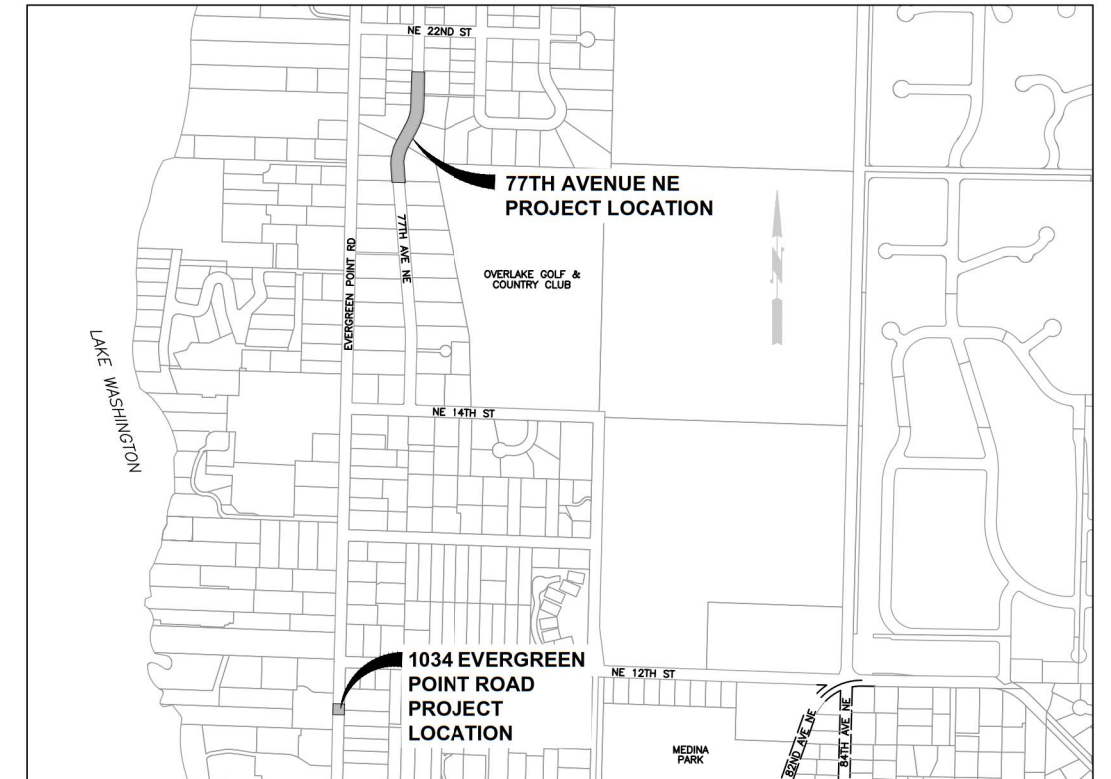 NE 22ND ST
77TH AVENUE NE
PROJECT LOCATION
77TH AVE NE
EVERGREEN POINT RD
OVERLAKE GOLF &
COUNTRY CLUB
N
LAKE WASHINGTON
NE 14TH ST
1034 EVERGREEN
POINT ROAD
PROJECT
LOCATION
NE 12TH ST
MEDINA
PARK
82ND AVE NE
84TH AVE NE